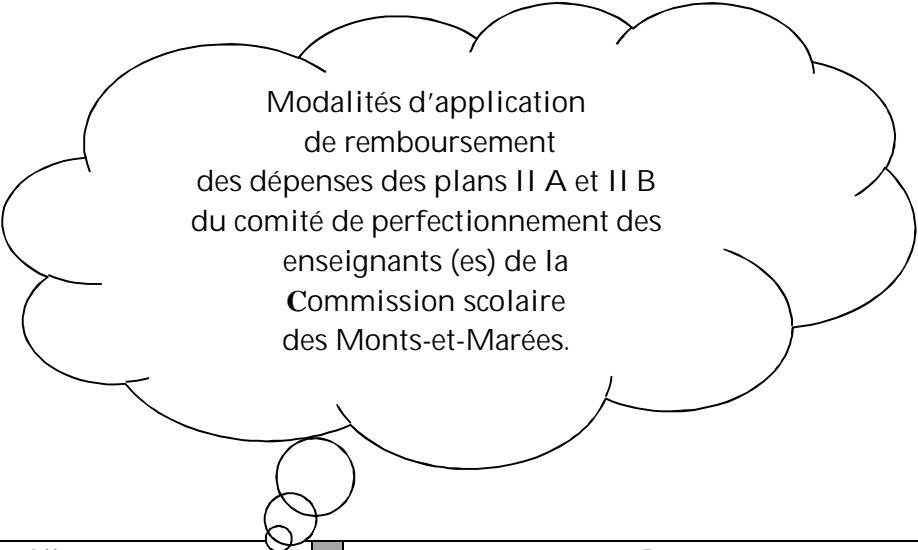 Modalités d'application
de remboursement
des dépenses des plans II A et II B
du comité de perfectionnement des
enseignants (es) de la
Commission scolaire
des Monts-et-Marées.